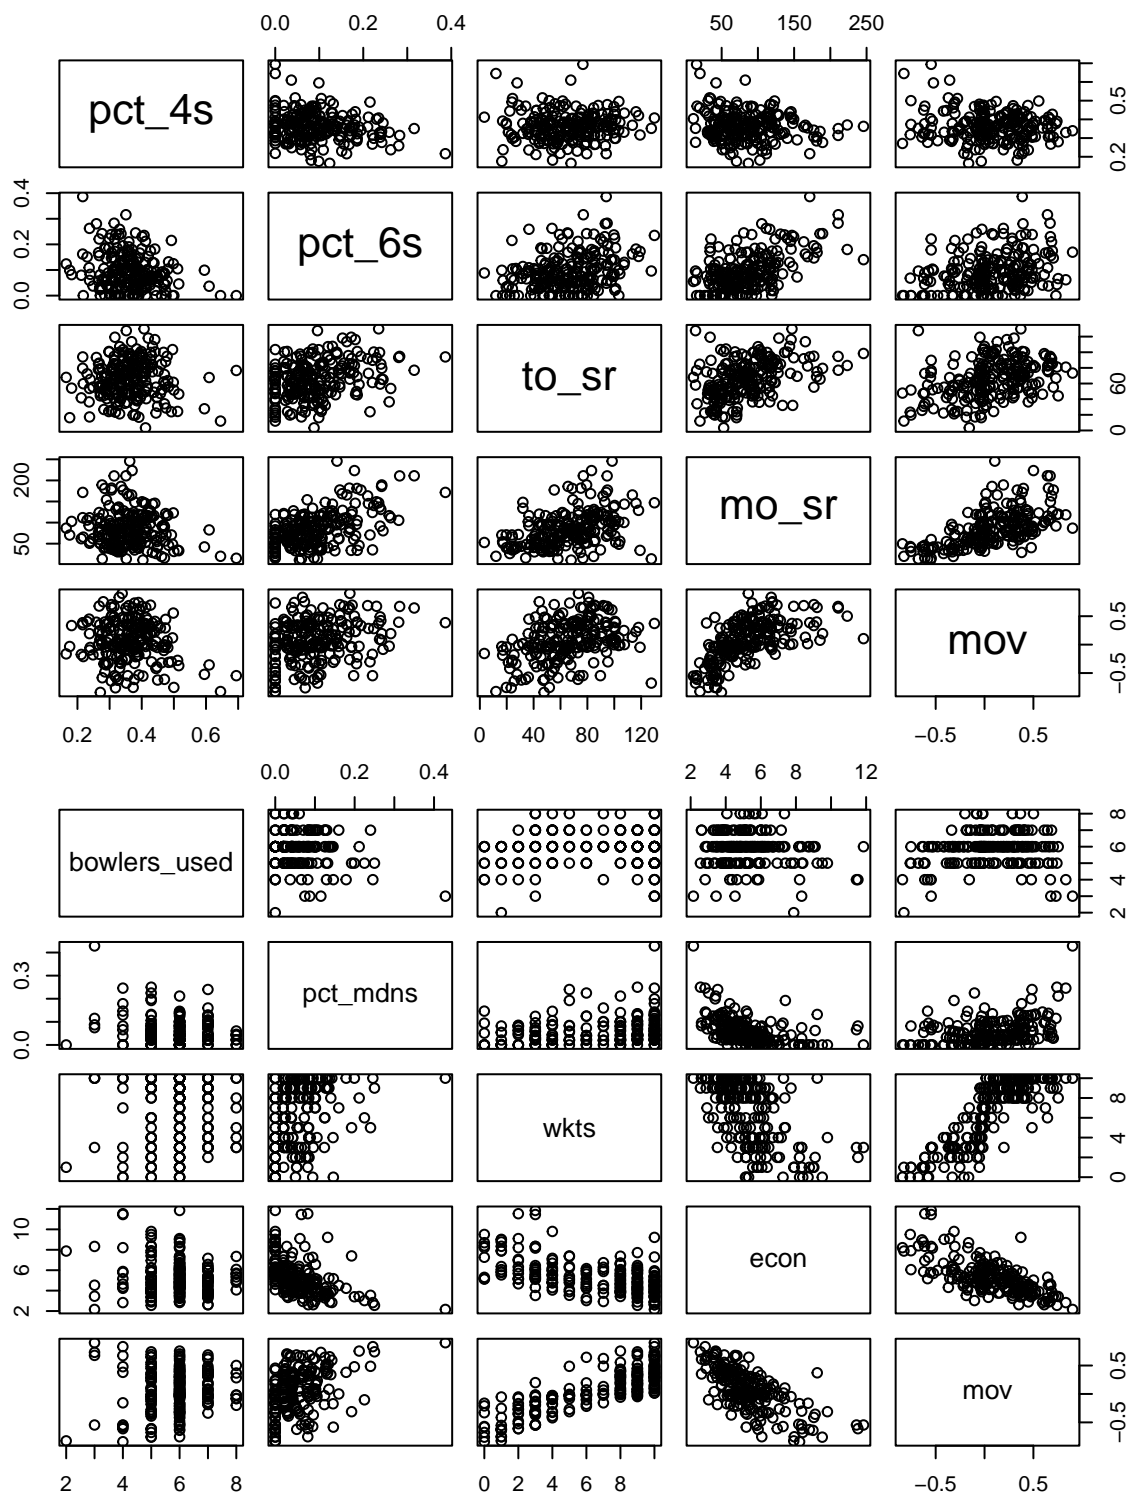 0.0 0.2 0.4 50 150 250
pct_4s 0.2 0.5
0.0 0.2 0.4 pct_6s
to_sr 0 60
50 200 mo_sr
mov −0.5 0.5
0.2 0.4 0.6 0 40 80 120 −0.5 0.5
0.0 0.2 0.4 2 4 6 8 12
bowlers_used 2 4 6 8
0.0 0.3 pct_mdns
wkts 0 4 8
2 6 10 econ
mov −0.5 0.5
2 4 6 8 0 2 4 6 8 −0.5 0.5